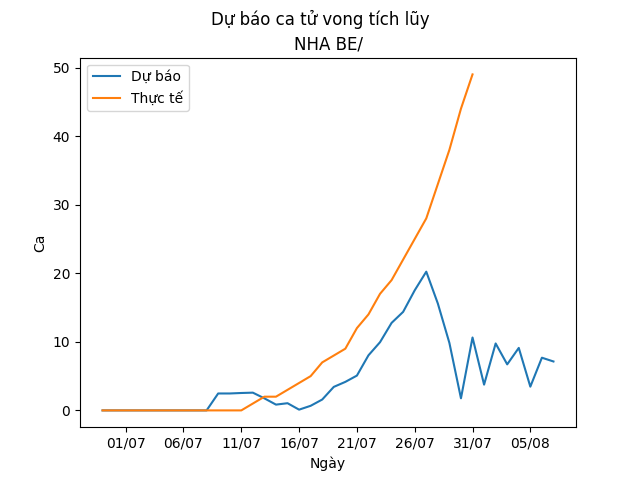 Dự báo ca tử vong tích lũy
NHA BE/
Dự báo
Thực tế
50
40
30
20
10
0
Ca
01/07 06/07 11/07 16/07 21/07 26/07 31/07 05/08
Ngày